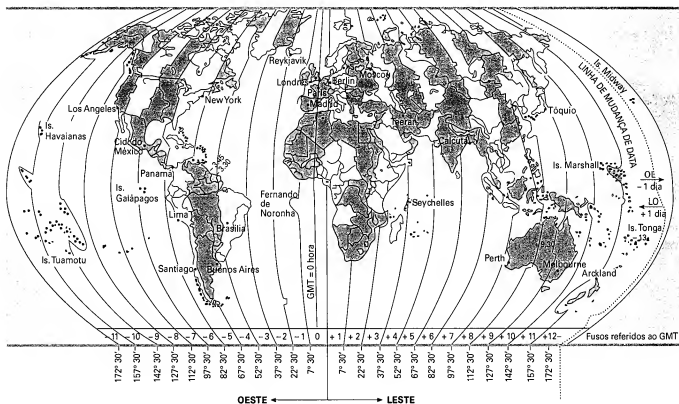 Reykjavik
Londres
Berlin
Moscou
Paris
Madrid
New York
Los Angeles
Is. Havaianas
Cid. do México
Panamá
Is. Galápagos
Lima
Brasília
Fernando de Noronha
Is. Tuamotu
Santiago
Buenos Aires
GMT = 0 hora
Teerã
Calcutá
Tóquio
Seychelles
Perth
Melbourne
Arckland
9:30
Is. Midway
LINHA DE MUDANÇA DE DATA
Is. Marshall
OE
– 1 dia
LO
+ 1 dia
Is. Tonga
13
–11 –10 –9 –8 –7 –6 –5 –4 –3 –2 –1 0 +1 +2 +3 +4 +5 +6 +7 +8 +9 +10 +11 +12– Fusos referidos ao GMT
172° 30' 157° 30' 142° 30' 127° 30' 112° 30' 97° 30' 82° 30' 67° 30' 52° 30' 37° 30' 22° 30' 7° 30' 7° 30' 22° 30' 37° 30' 52° 30' 67° 30' 82° 30' 97° 30' 112° 30' 127° 30' 142° 30' 157° 30' 172° 30'
OESTE LESTE